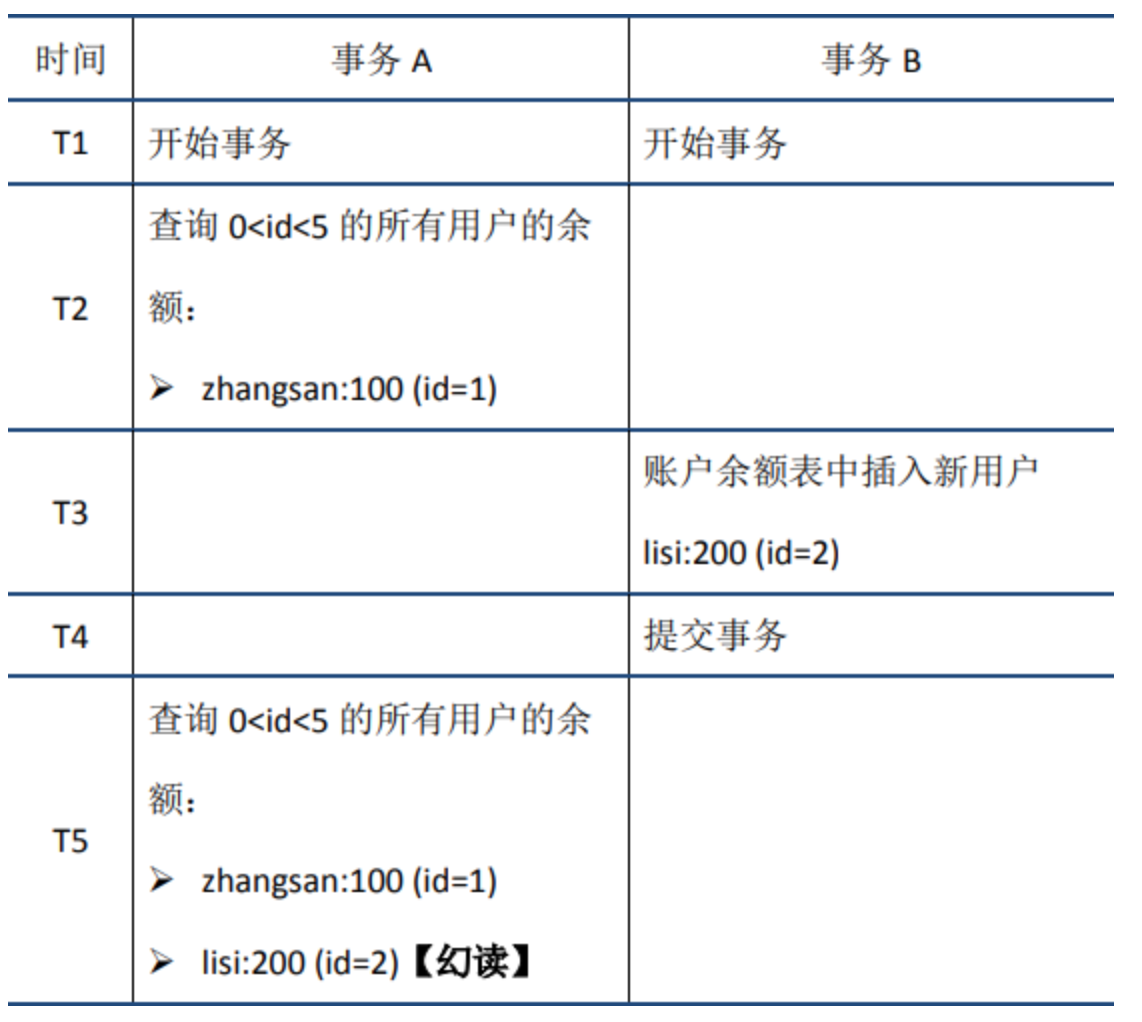 时间 事务 A 事务 B
T1 开始事务 开始事务
查询 0<id<5 的所有用户的余
T2 额：
➢ zhangsan:100 (id=1)
账户余额表中插入新用户
T3
lisi:200 (id=2)
T4 提交事务
查询 0<id<5 的所有用户的余
额：
T5
➢ zhangsan:100 (id=1)
➢ lisi:200 (id=2)【幻读】